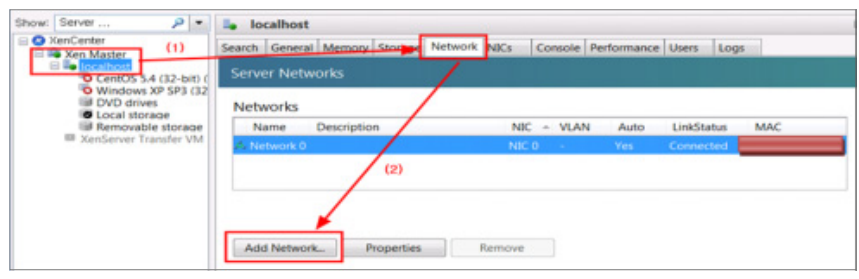 Show: Server ...
localhost
XenCenter
Xen Master
(1)
localhost
CentOS 5.4 (32-bit) (
Windows XP SP3 (32
DVD drives
Local storage
Removable storage
XenServer Transfer VM
Search General Memory Storage Network NICs Console Performance Users Logs
Server Networks
Networks
Name Description NIC VLAN Auto LinkStatus MAC
Network 0 NIC 0 - Yes Connected
(2)
Add Network... Properties Remove